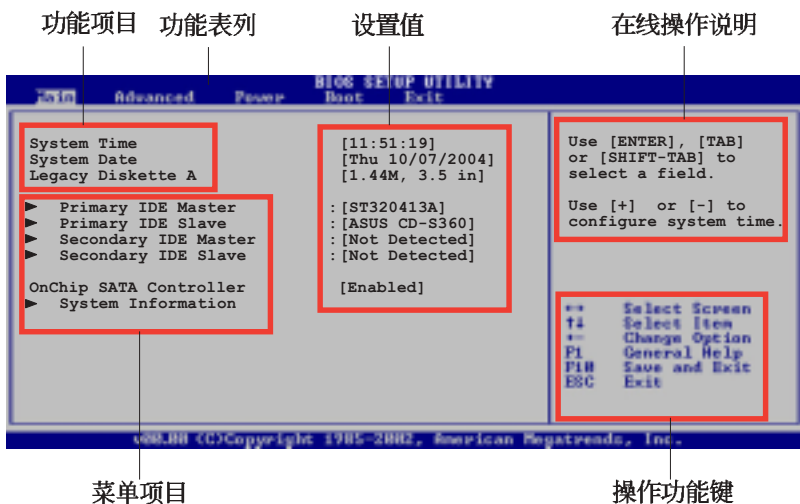 功能项目 功能表列 设置值 在线操作说明
BIOS SETUP UTILITY
Main Advanced Power Boot Exit
System Time [11:51:19]
System Date [Thu 10/07/2004]
Legacy Diskette A [1.44M, 3.5 in]
► Primary IDE Master :[ST320413A]
► Primary IDE Slave :[ASUS CD-S360]
► Secondary IDE Master :[Not Detected]
► Secondary IDE Slave :[Not Detected]
OnChip SATA Controller [Enabled]
► System Information
Use [ENTER], [TAB]
or [SHIFT-TAB] to
select a field.
Use [+] or [-] to
configure system time.
↔ Select Screen
↑↓ Select Item
+- Change Option
F1 General Help
F10 Save and Exit
ESC Exit
v00.00 (C)Copyright 1985-2002, American Megatrends, Inc.
菜单项目 操作功能键